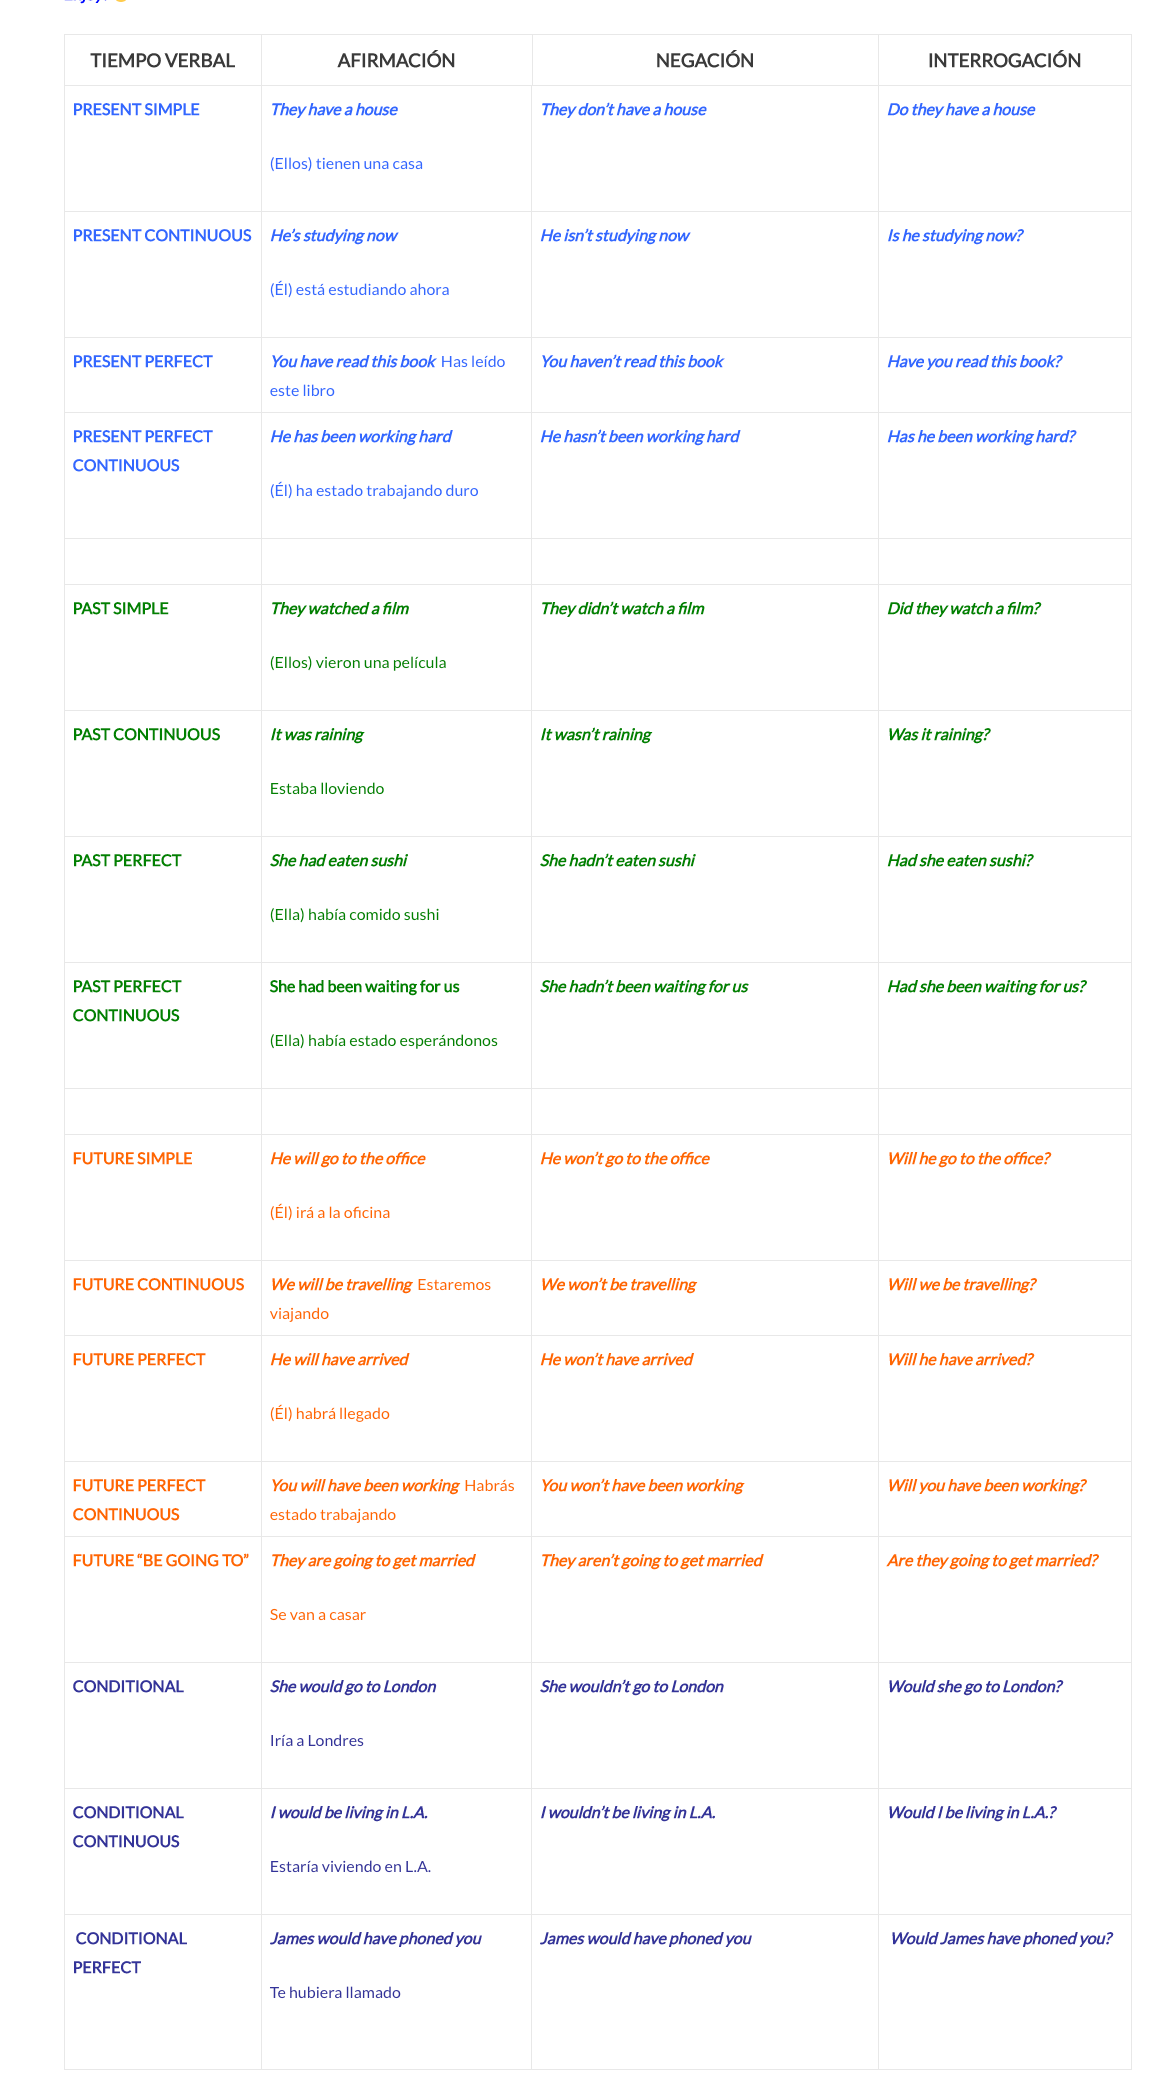 TIEMPO VERBAL AFIRMACIÓN NEGACIÓN INTERROGACIÓN
PRESENT SIMPLE They have a house They don't have a house Do they have a house
(Ellos) tienen una casa
PRESENT CONTINUOUS He's studying now He isn't studying now Is he studying now?
(Él) está estudiando ahora
PRESENT PERFECT You have read this book Has leído You haven't read this book Have you read this book?
este libro
PRESENT PERFECT He has been working hard He hasn't been working hard Has he been working hard?
CONTINUOUS
(Él) ha estado trabajando duro
PAST SIMPLE They watched a film They didn't watch a film Did they watch a film?
(Ellos) vieron una película
PAST CONTINUOUS It was raining It wasn't raining Was it raining?
Estaba lloviendo
PAST PERFECT She had eaten sushi She hadn't eaten sushi Had she eaten sushi?
(Ella) había comido sushi
PAST PERFECT She had been waiting for us She hadn't been waiting for us Had she been waiting for us?
CONTINUOUS
(Ella) había estado esperándonos
FUTURE SIMPLE He will go to the office He won't go to the office Will he go to the office?
(Él) irá a la oficina
FUTURE CONTINUOUS We will be travelling Estaremos We won't be travelling Will we be travelling?
viajando
FUTURE PERFECT He will have arrived He won't have arrived Will he have arrived?
(Él) habrá llegado
FUTURE PERFECT You will have been working Habrás You won't have been working Will you have been working?
CONTINUOUS estado trabajando
FUTURE “BE GOING TO” They are going to get married They aren't going to get married Are they going to get married?
Se van a casar
CONDITIONAL She would go to London She wouldn't go to London Would she go to London?
Iría a Londres
CONDITIONAL I would be living in L.A. I wouldn't be living in L.A. Would I be living in L.A.?
CONTINUOUS
Estaría viviendo en L.A.
CONDITIONAL James would have phoned you James would have phoned you Would James have phoned you?
PERFECT
Te hubiera llamado